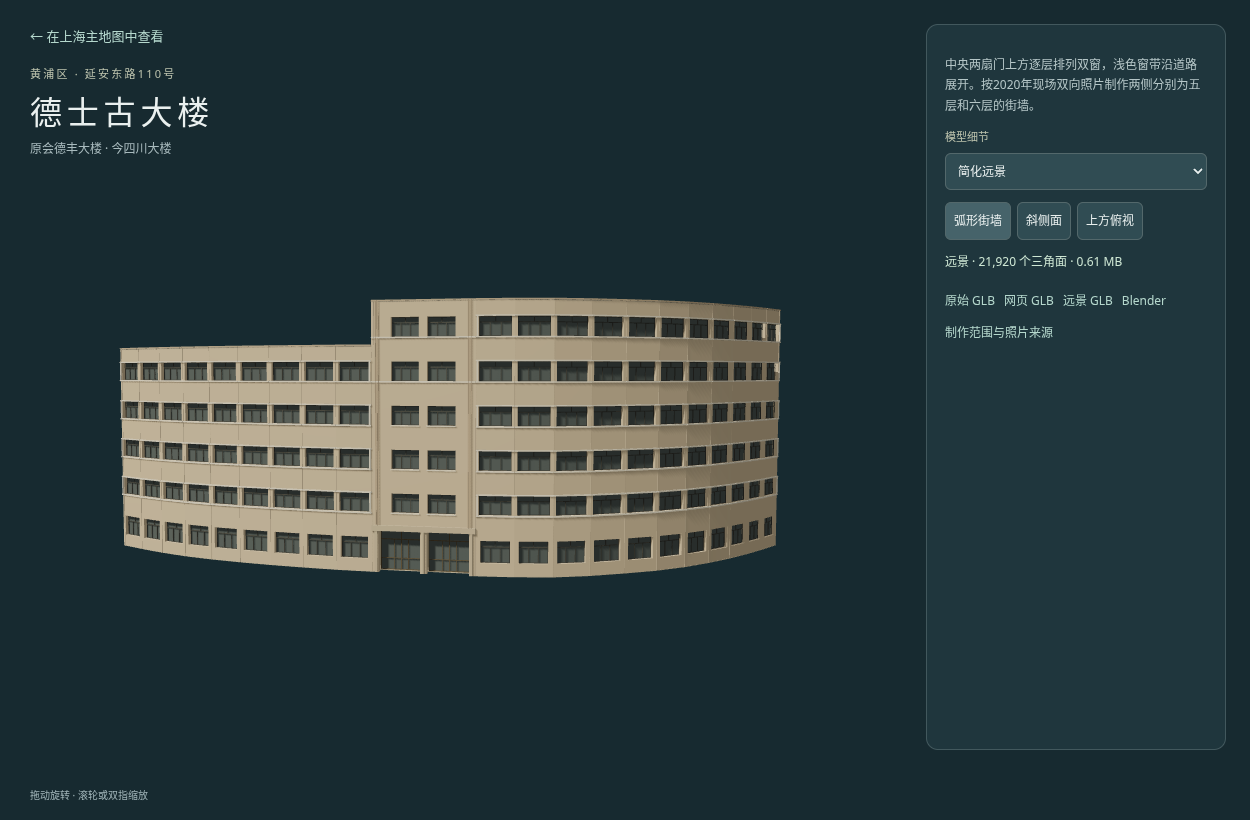 ← 在上海主地图中查看
黄浦区 · 延安东路110号
德士古大楼
原会德丰大楼 · 今四川大楼
中央两扇门上方逐层排列双窗，浅色窗带沿道路
展开。按2020年现场双向照片制作两侧分别为五
层和六层的街墙。
模型细节
简化远景
弧形街墙 斜侧面 上方俯视
远景 · 21,920 个三角面 · 0.61 MB
原始 GLB 网页 GLB 远景 GLB Blender
制作范围与照片来源
拖动旋转 · 滚轮或双指缩放